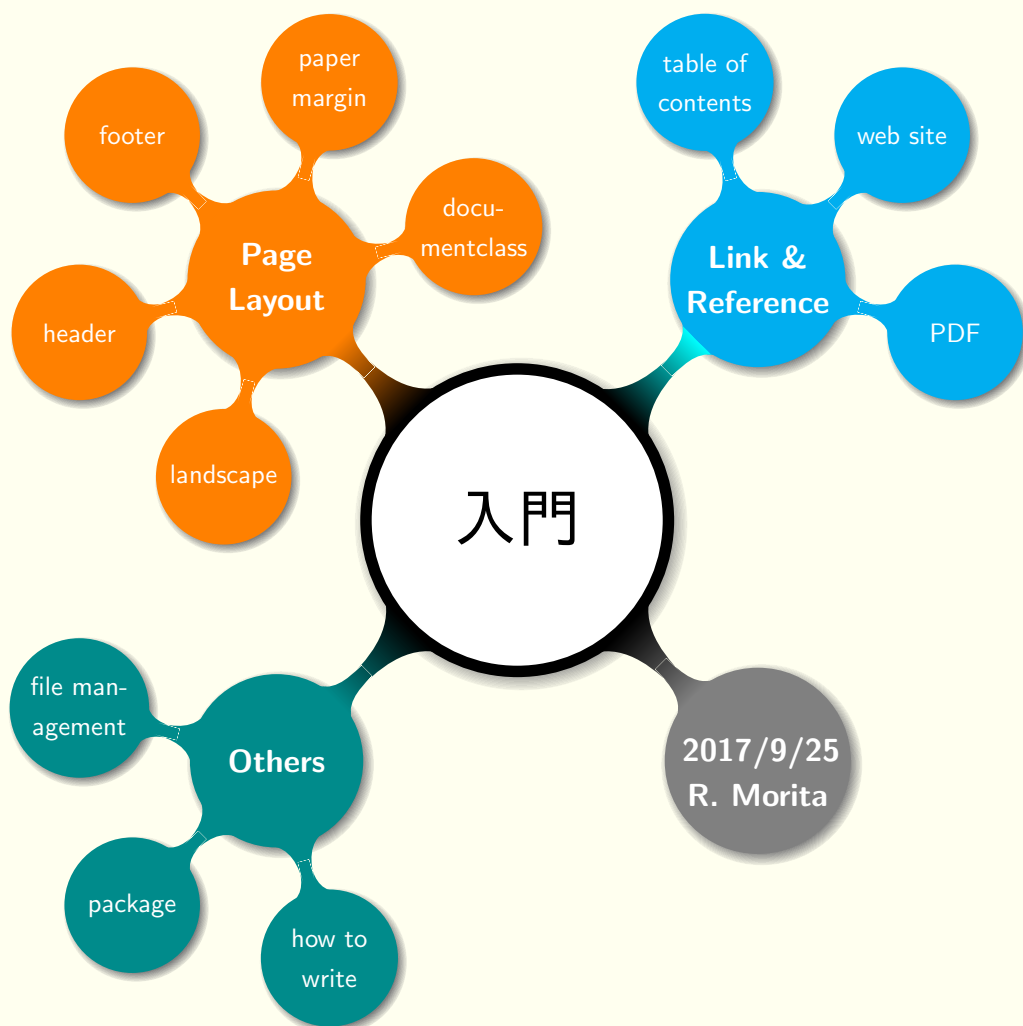 入門
Page
Layout
paper
margin
footer
docu-
mentclass
header
landscape
Link &
Reference
table of
contents
web site
PDF
Others
file man-
agement
package
how to
write
2017/9/25
R. Morita